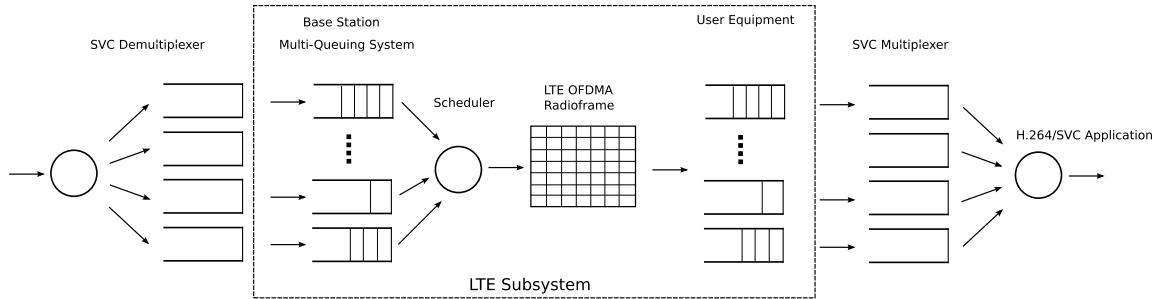 Base Station
User Equipment
SVC Demultiplexer
Multi-Queuing System
SVC Multiplexer
LTE OFDMA
Radioframe
Scheduler
H.264/SVC Application
LTE Subsystem